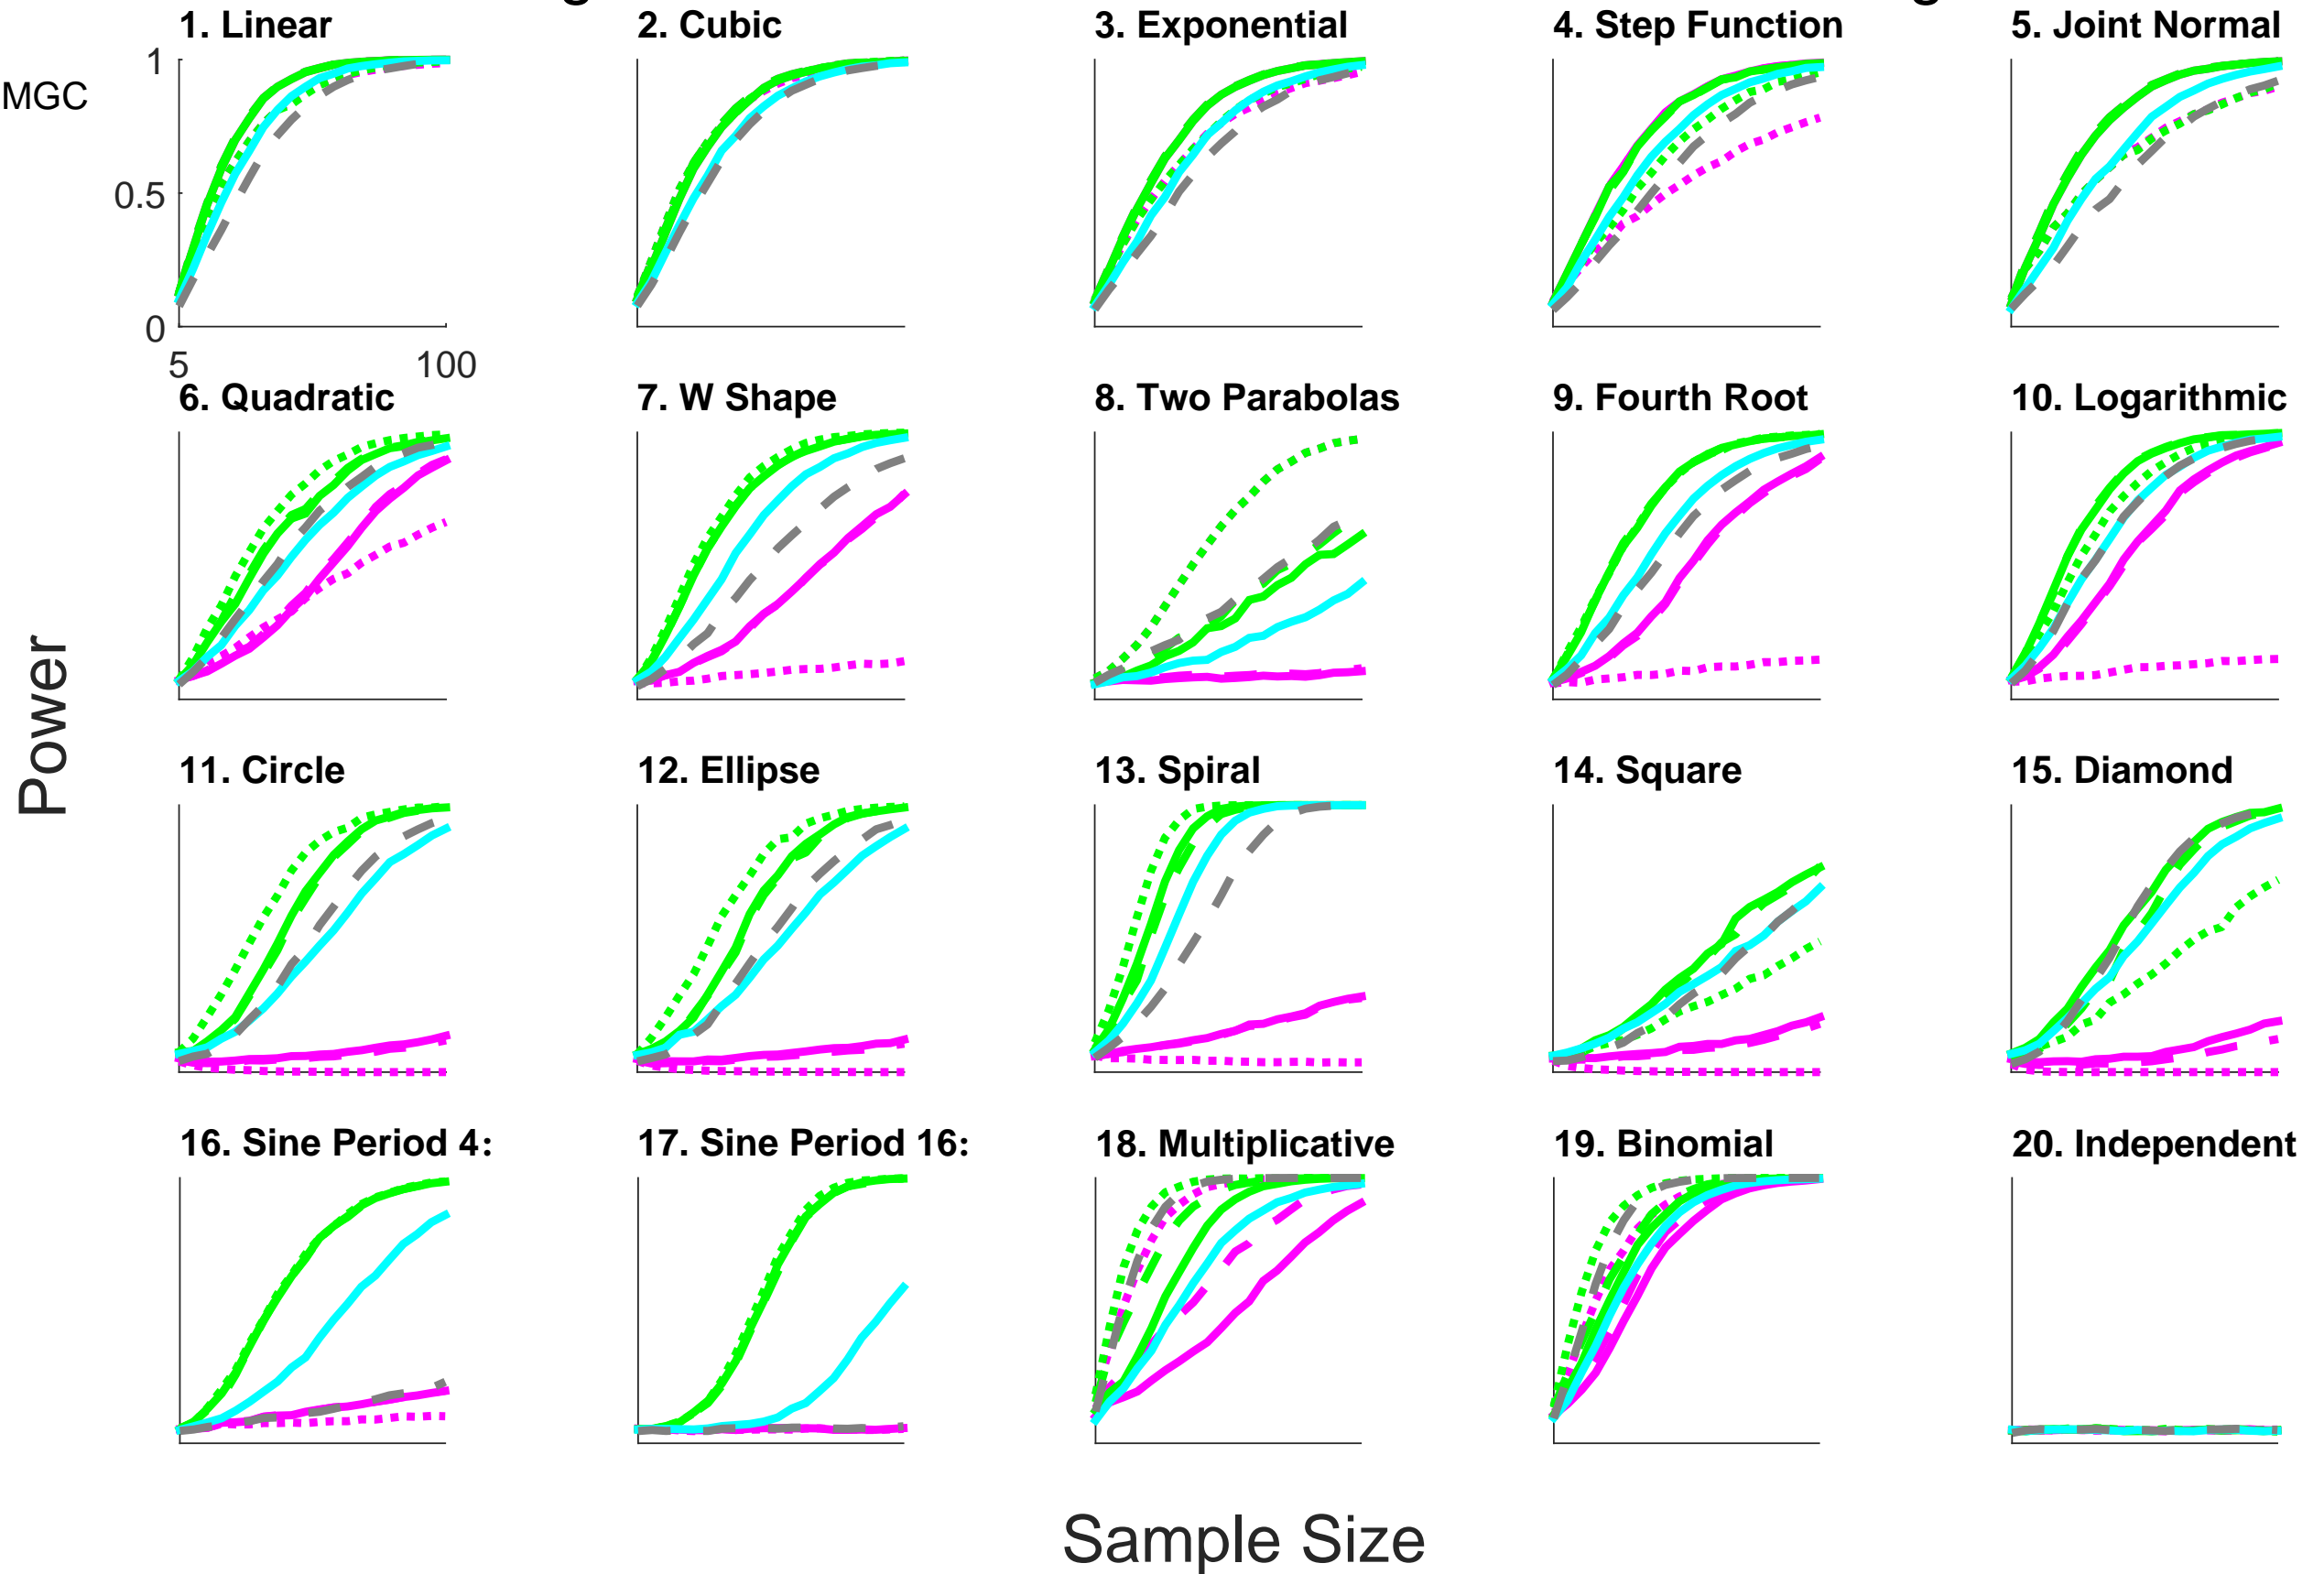 1. Linear
2. Cubic
3. Exponential
4. Step Function
5. Joint Normal
MGC
1
0.5
0
5
100
6. Quadratic
7. W Shape
8. Two Parabolas
9. Fourth Root
10. Logarithmic
Power
11. Circle
12. Ellipse
13. Spiral
14. Square
15. Diamond
16. Sine Period 4:
17. Sine Period 16:
18. Multiplicative
19. Binomial
20. Independent
Sample Size